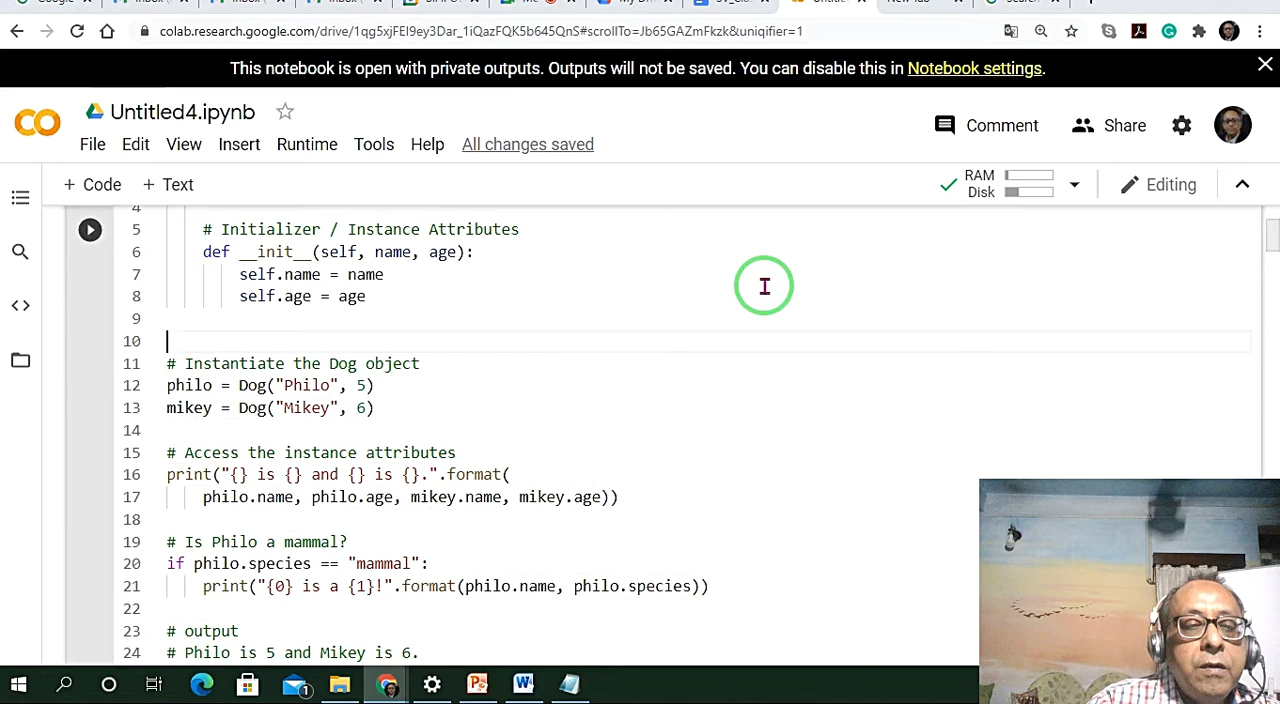 colab.research.google.com/drive/1qg5xjFEI9ey3Tar_1iQazFQK5b645QnS#scrollTo=Jb65GAZmFkzk&uniqifier=1
This notebook is open with private outputs. Outputs will not be saved. You can disable this in Notebook settings.
Untitled4.ipynb
Comment
Share
File Edit View Insert Runtime Tools Help All changes saved
+ Code + Text
RAM
Disk
Editing
5 # Initializer / Instance Attributes
6 def __init__(self, name, age):
7 self.name = name
8 self.age = age
9
10
11 # Instantiate the Dog object
12 philo = Dog("Philo", 5)
13 mikey = Dog("Mikey", 6)
14
15 # Access the instance attributes
16 print("{} is {} and {} is {}.".format(
17 philo.name, philo.age, mikey.name, mikey.age))
18
19 # Is Philo a mammal?
20 if philo.species == "mammal":
21 print("{0} is a {1}!".format(philo.name, philo.species))
22
23 # output
24 # Philo is 5 and Mikey is 6.